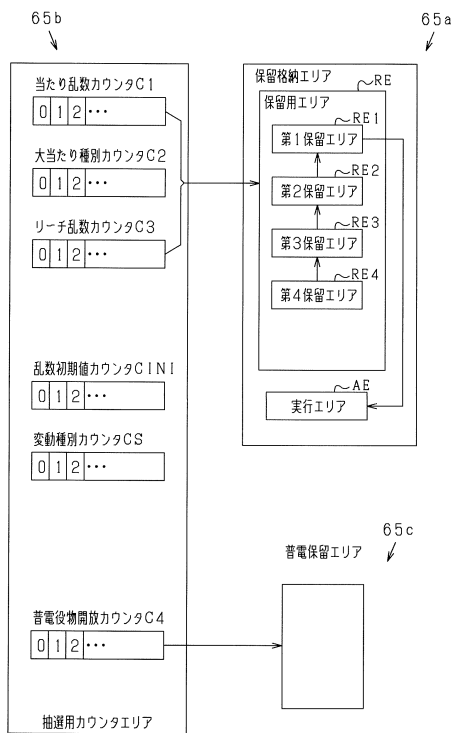 65b
65a
当たり乱数カウンタC1
0 1 2 ・・・
大当たり種別カウンタC2
0 1 2 ・・・
リーチ乱数カウンタC3
0 1 2 ・・・
乱数初期値カウンタCINI
0 1 2 ・・・
変動種別カウンタCS
0 1 2 ・・・
普電役物開放カウンタC4
0 1 2 ・・・
抽選用カウンタエリア
保留格納エリア
RE
保留用エリア
RE1
第1保留エリア
RE2
第2保留エリア
RE3
第3保留エリア
RE4
第4保留エリア
AE
実行エリア
65c
普電保留エリア